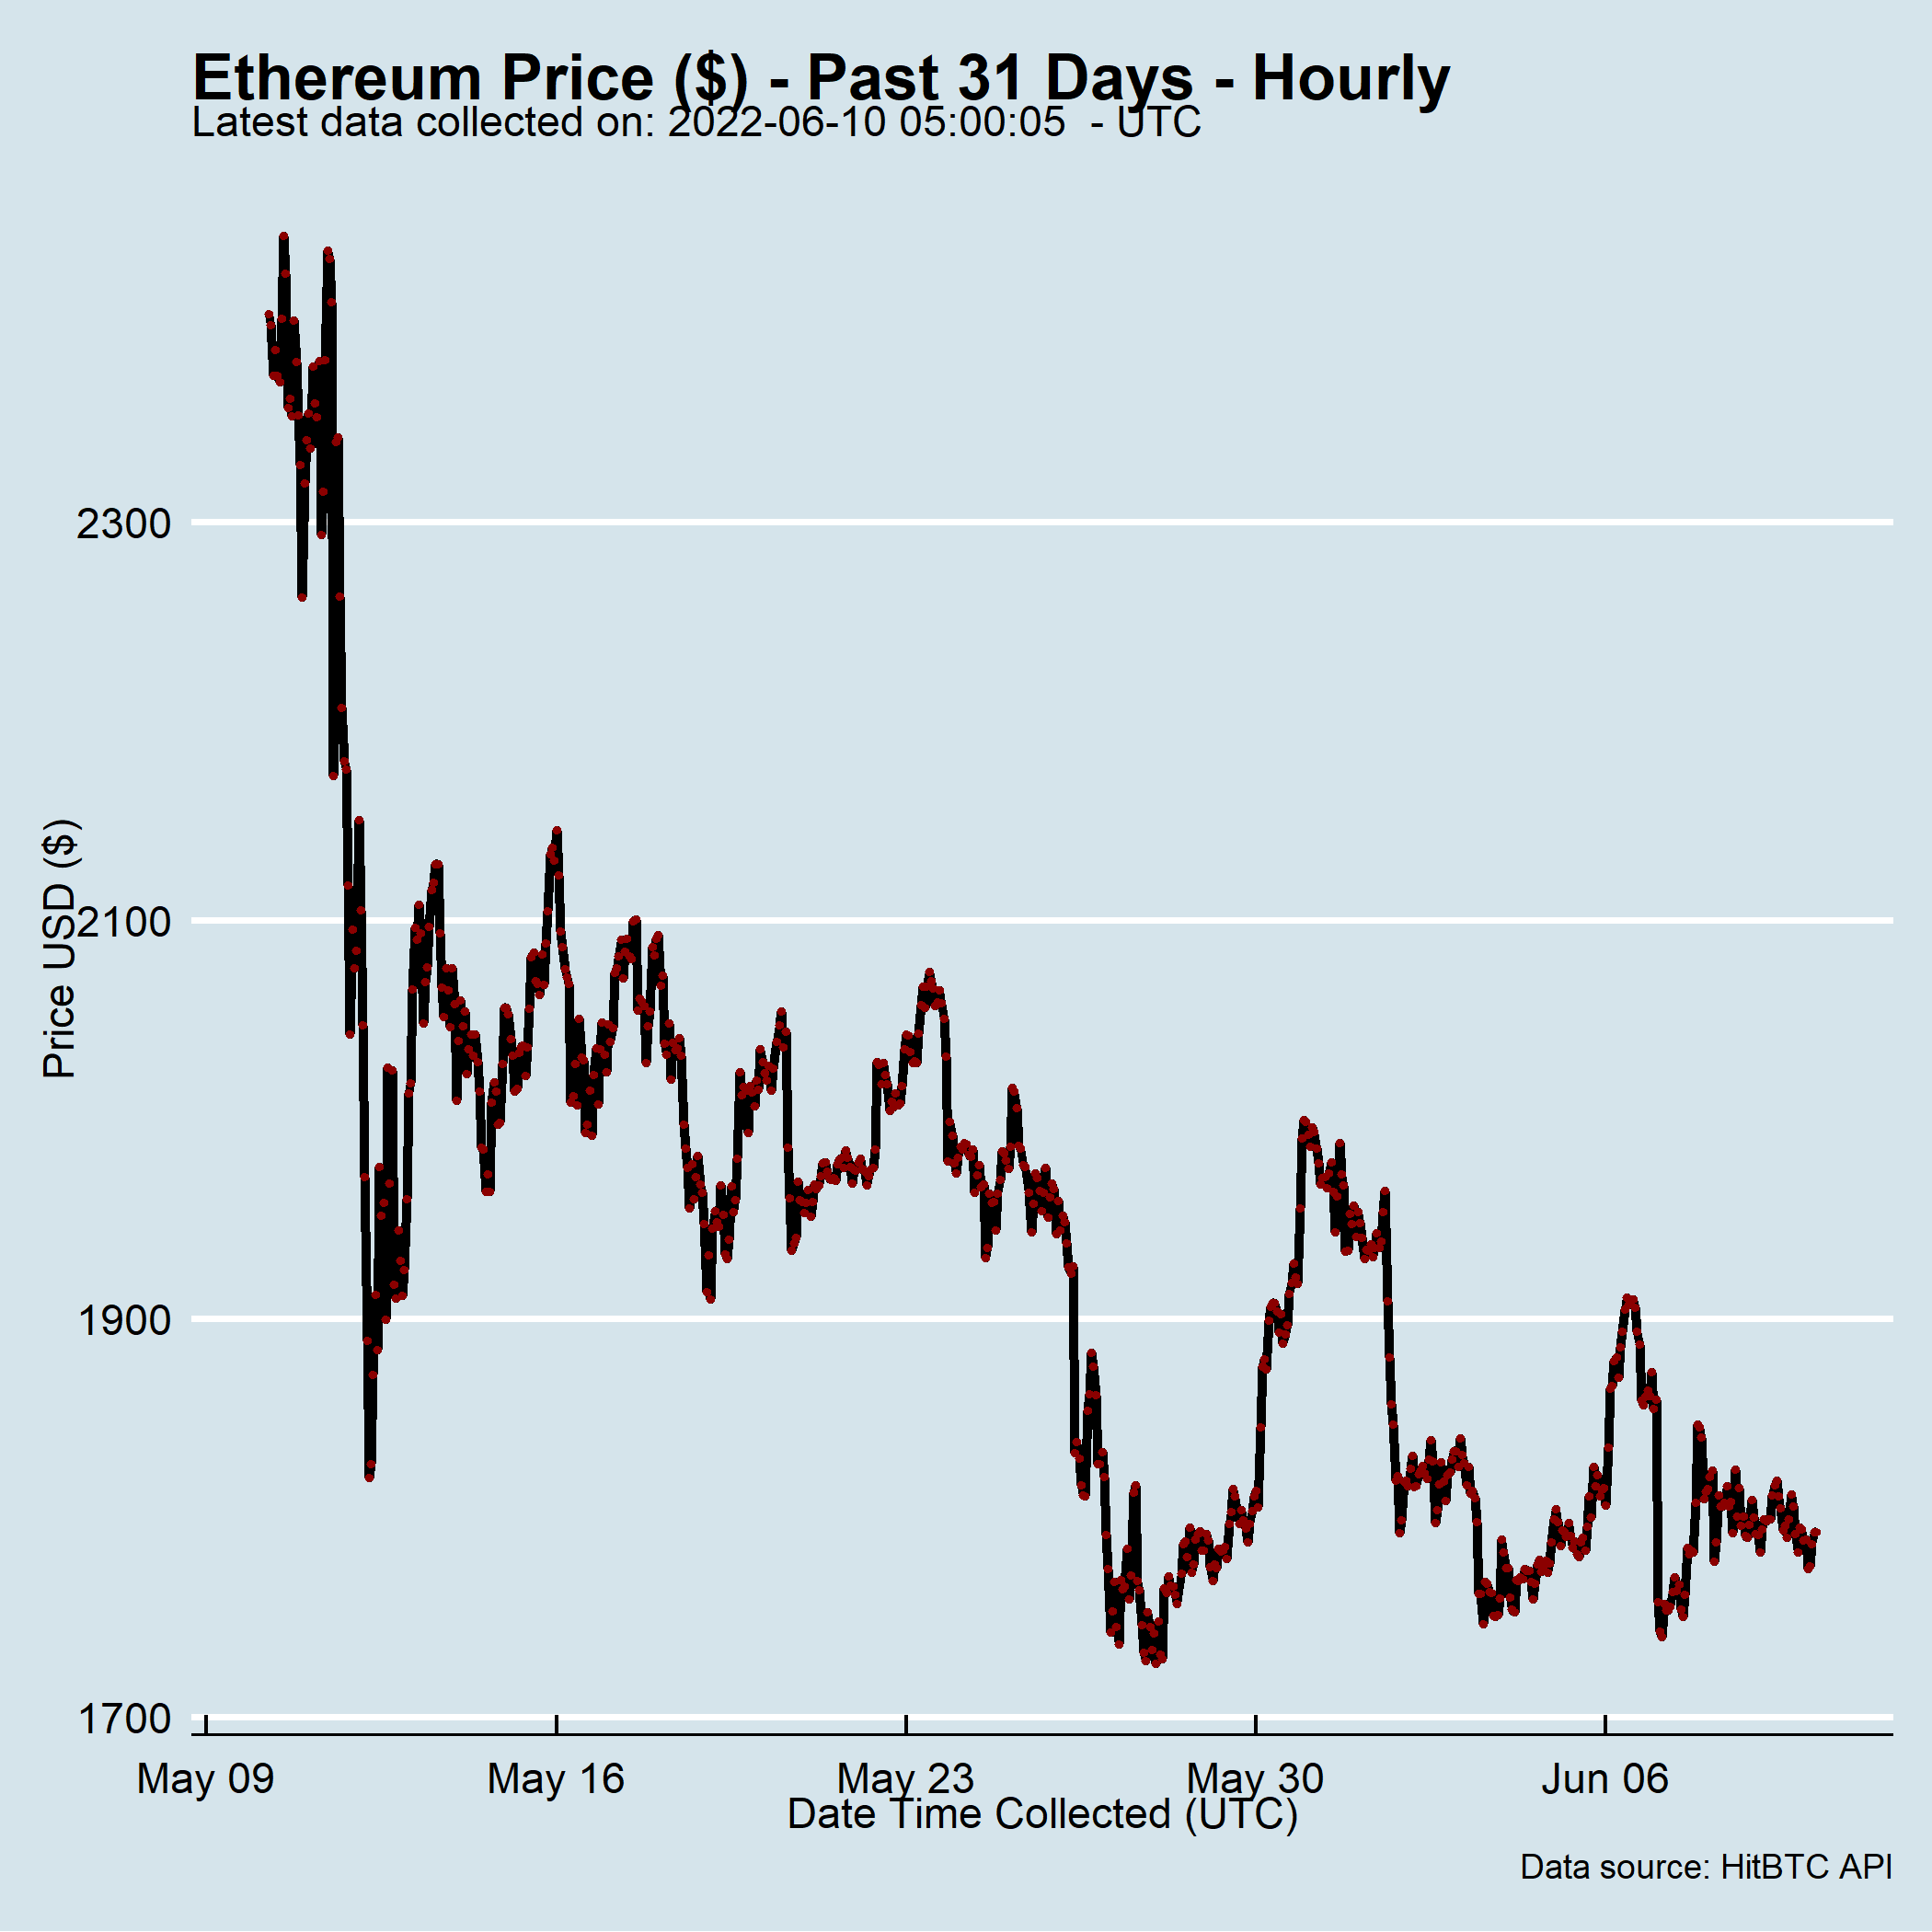 Ethereum Price ($) - Past 31 Days - Hourly
Latest data collected on: 2022-06-10 05:00:05  - UTC
Price USD ($)
2300
2100
1900
1700
May 09
May 16
May 23
May 30
Jun 06
Date Time Collected (UTC)
Data source: HitBTC API